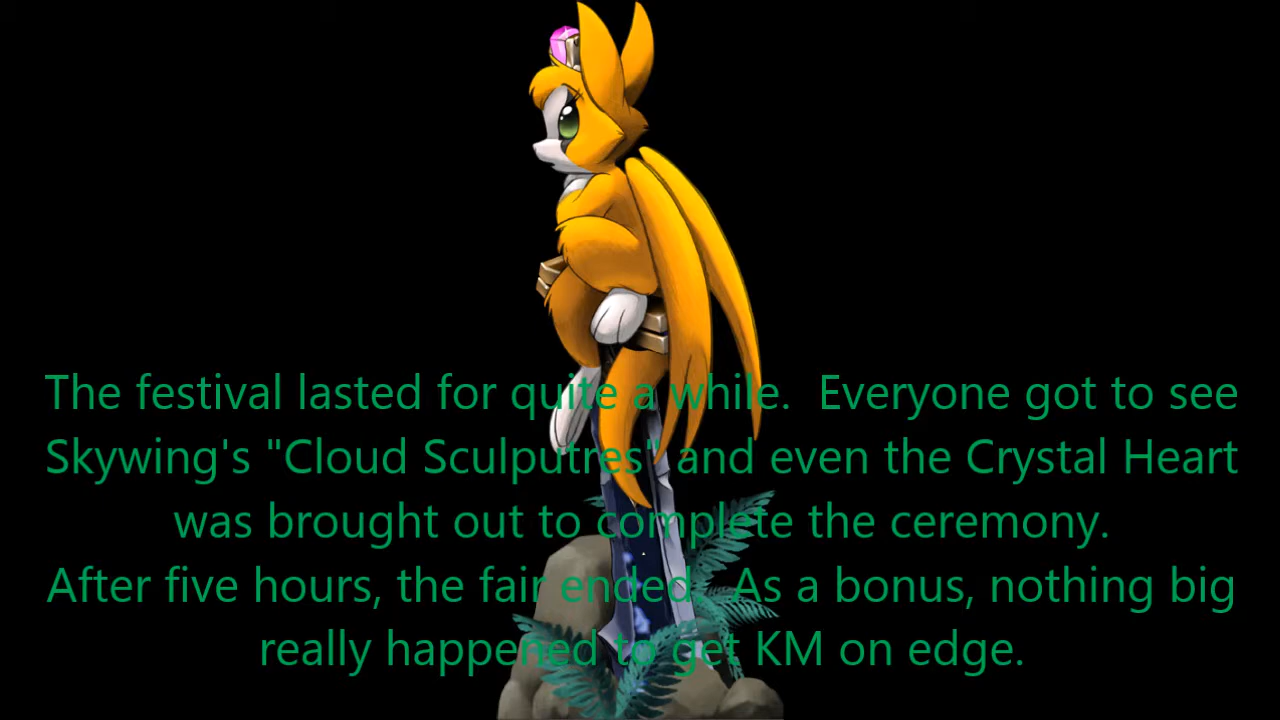 The festival lasted for quite a while.  Everyone got to see
Skywing's "Cloud Sculputres" and even the Crystal Heart
was brought out to complete the ceremony.
After five hours, the fair ended.  As a bonus, nothing big
really happened to get KM on edge.